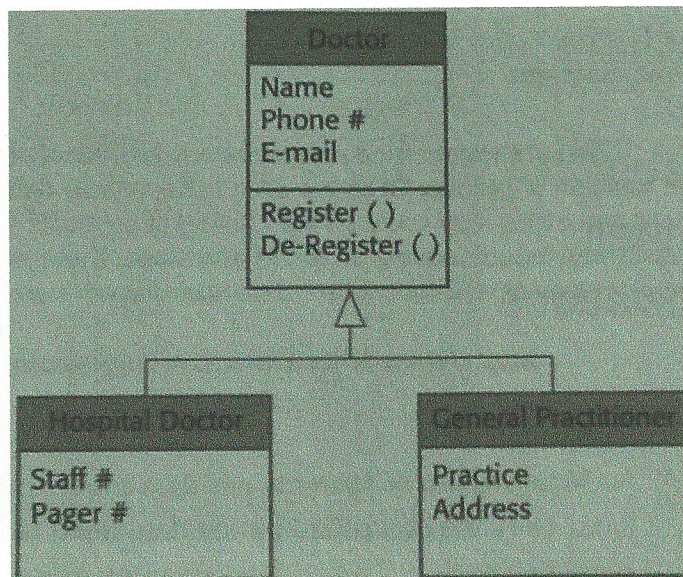 Doctor
Name
Phone #
E-mail
Register ( )
De-Register ( )
Hospital Doctor
Staff #
Pager #
General Practitioner
Practice
Address